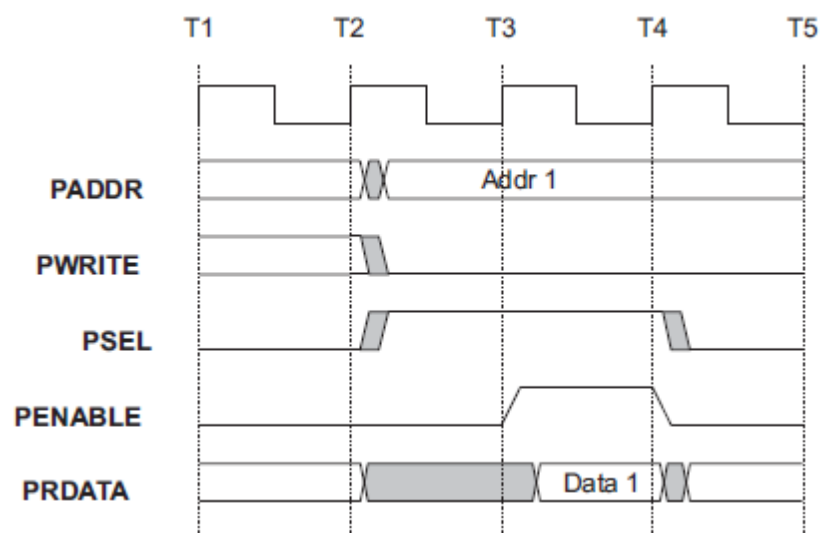 T1 T2 T3 T4 T5
PADDR Addr 1
PWRITE
PSEL
PENABLE
PRDATA Data 1